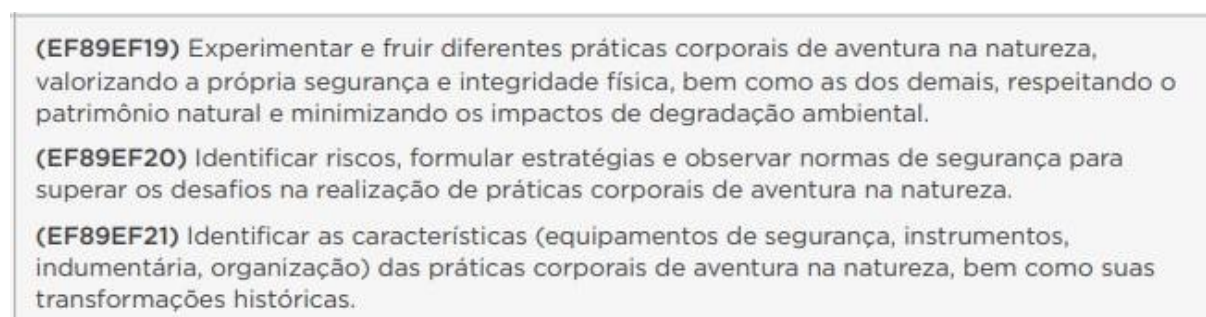 (EF89EF19) Experimentar e fruir diferentes práticas corporais de aventura na natureza,
valorizando a própria segurança e integridade física, bem como as dos demais, respeitando o
patrimônio natural e minimizando os impactos de degradação ambiental.
(EF89EF20) Identificar riscos, formular estratégias e observar normas de segurança para
superar os desafios na realização de práticas corporais de aventura na natureza.
(EF89EF21) Identificar as características (equipamentos de segurança, instrumentos,
indumentária, organização) das práticas corporais de aventura na natureza, bem como suas
transformações históricas.